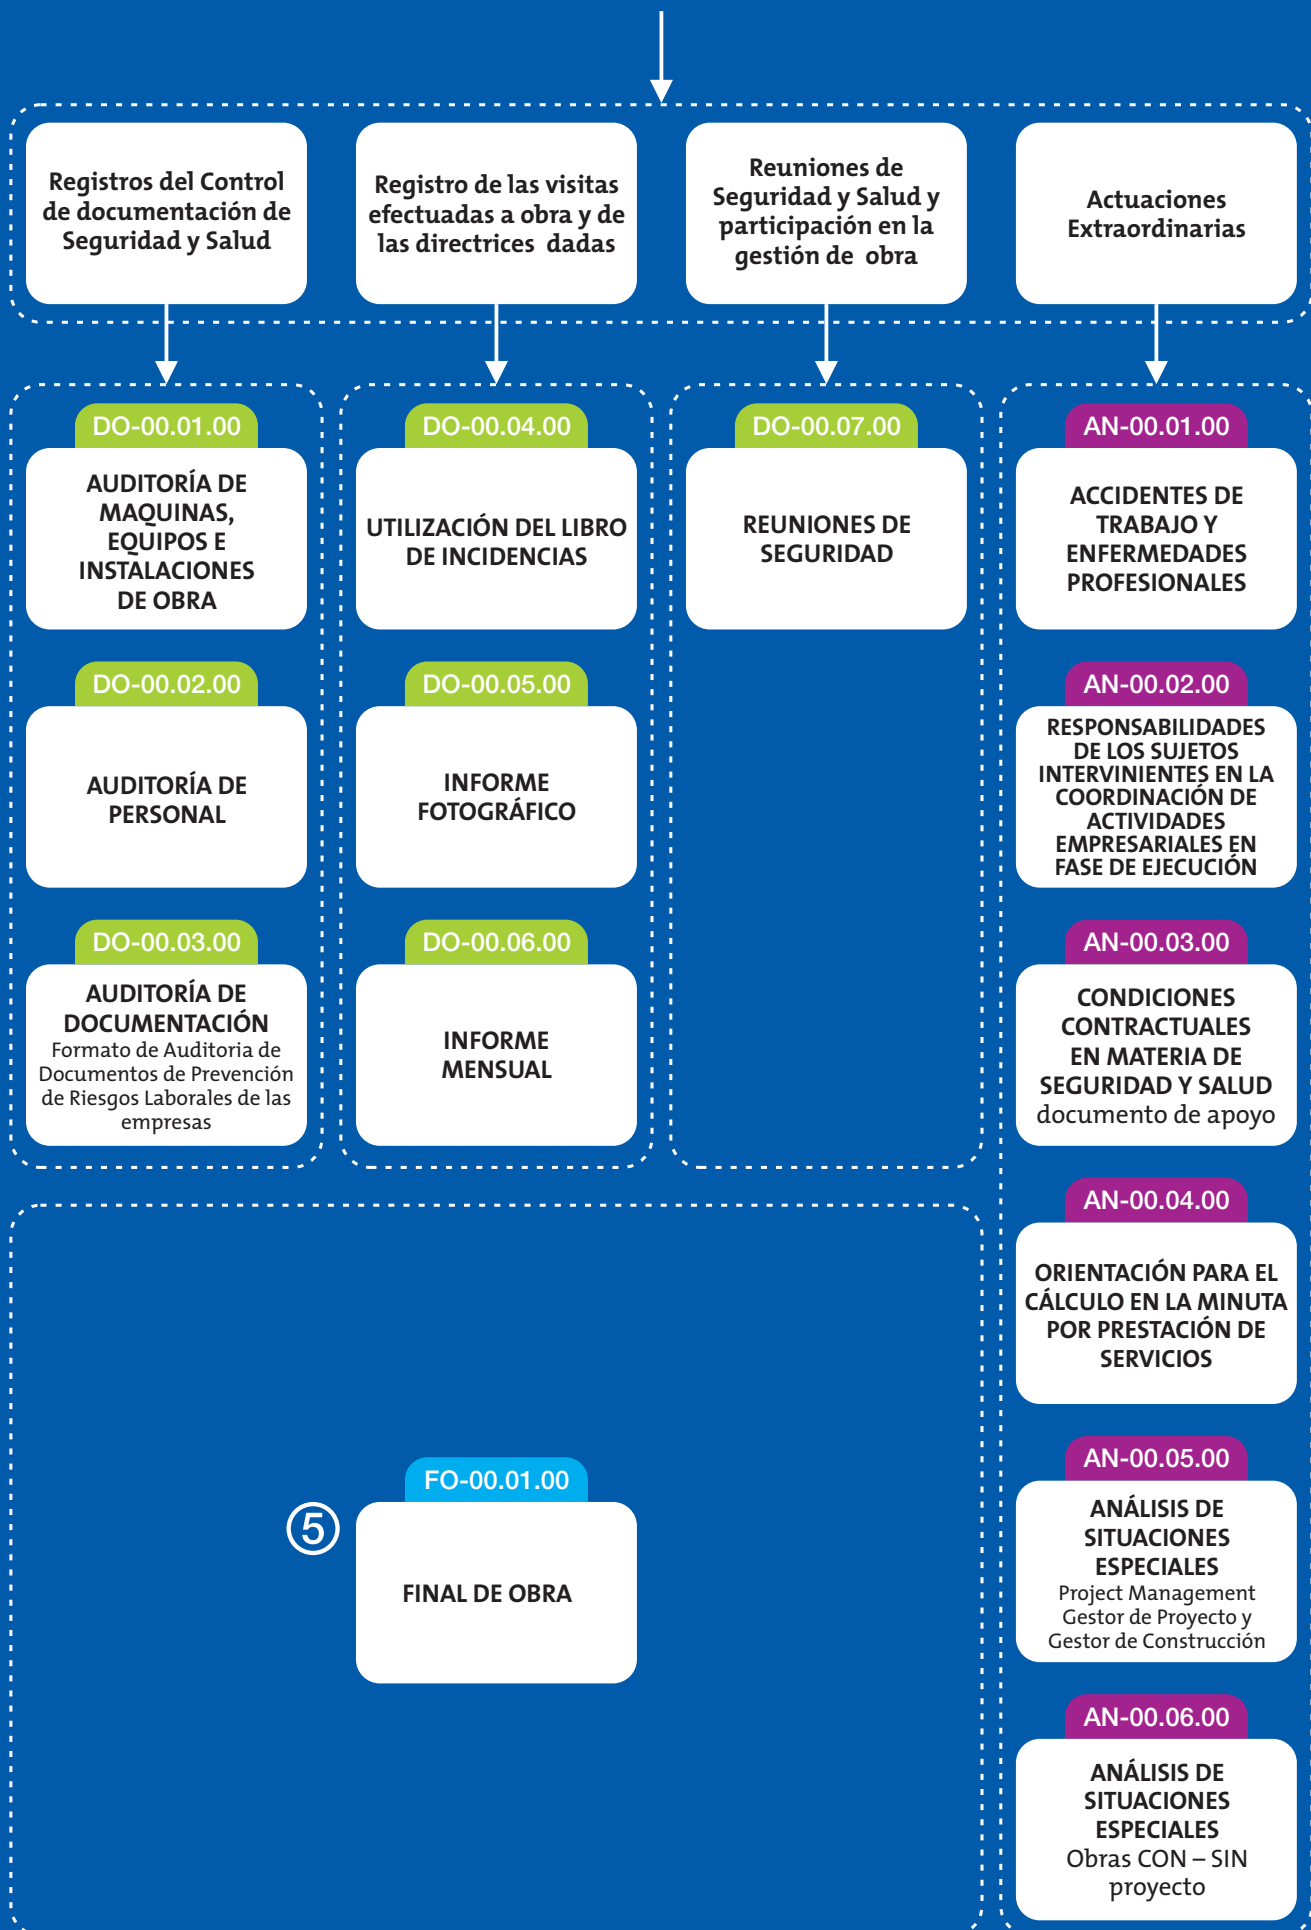 Registros del Control
de documentación de
Seguridad y Salud
Registro de las visitas
efectuadas a obra y de
las directrices dadas
Reuniones de
Seguridad y Salud y
participación en la
gestión de obra
Actuaciones
Extraordinarias
DO-00.01.00
AUDITORÍA DE
MAQUINAS,
EQUIPOS E
INSTALACIONES
DE OBRA
DO-00.02.00
AUDITORÍA DE
PERSONAL
DO-00.03.00
AUDITORÍA DE
DOCUMENTACIÓN
Formato de Auditoria de
Documentos de Prevención
de Riesgos Laborales de las
empresas
DO-00.04.00
UTILIZACIÓN DEL LIBRO
DE INCIDENCIAS
DO-00.05.00
INFORME
FOTOGRÁFICO
DO-00.06.00
INFORME
MENSUAL
DO-00.07.00
REUNIONES DE
SEGURIDAD
AN-00.01.00
ACCIDENTES DE
TRABAJO Y
ENFERMEDADES
PROFESIONALES
AN-00.02.00
RESPONSABILIDADES
DE LOS SUJETOS
INTERVINIENTES EN LA
COORDINACIÓN DE
ACTIVIDADES
EMPRESARIALES EN
FASE DE EJECUCIÓN
AN-00.03.00
CONDICIONES
CONTRACTUALES
EN MATERIA DE
SEGURIDAD Y SALUD
documento de apoyo
AN-00.04.00
ORIENTACIÓN PARA EL
CÁLCULO EN LA MINUTA
POR PRESTACIÓN DE
SERVICIOS
AN-00.05.00
ANÁLISIS DE
SITUACIONES
ESPECIALES
Project Management
Gestor de Proyecto y
Gestor de Construcción
AN-00.06.00
ANÁLISIS DE
SITUACIONES
ESPECIALES
Obras CON – SIN
proyecto
5
FO-00.01.00
FINAL DE OBRA